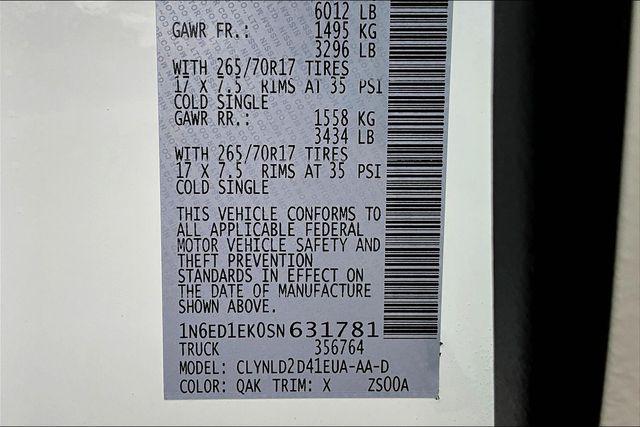 6012 LB
GAWR FR.: 1495 KG
3296 LB
WITH 265/70R17 TIRES
17 X 7.5 RIMS AT 35 PSI
COLD SINGLE
GAWR RR.: 1558 KG
3434 LB
WITH 265/70R17 TIRES
17 X 7.5 RIMS AT 35 PSI
COLD SINGLE
THIS VEHICLE CONFORMS TO
ALL APPLICABLE FEDERAL
MOTOR VEHICLE SAFETY AND
THEFT PREVENTION
STANDARDS IN EFFECT ON
THE DATE OF MANUFACTURE
SHOWN ABOVE.
1N6ED1EK0SN631781
TRUCK 356764
MODEL: CLYNLD2D41EUA-AA-D
COLOR: QAK TRIM: X ZS00A